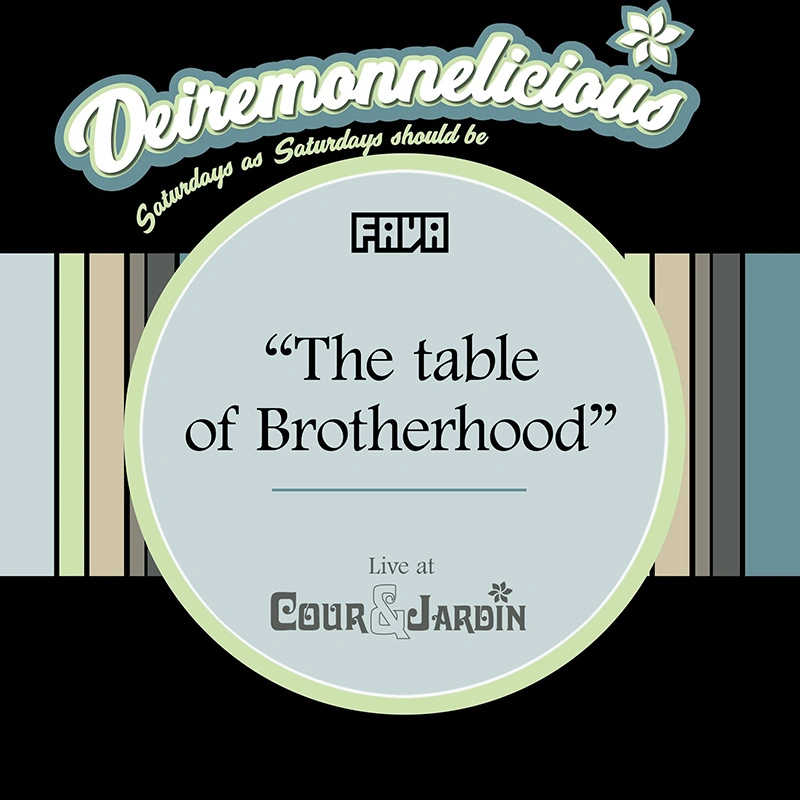 Deiremonnelicious
Saturdays as Saturdays should be
FAVA
“The table
of Brotherhood”
Live at
COUR & JARDIN